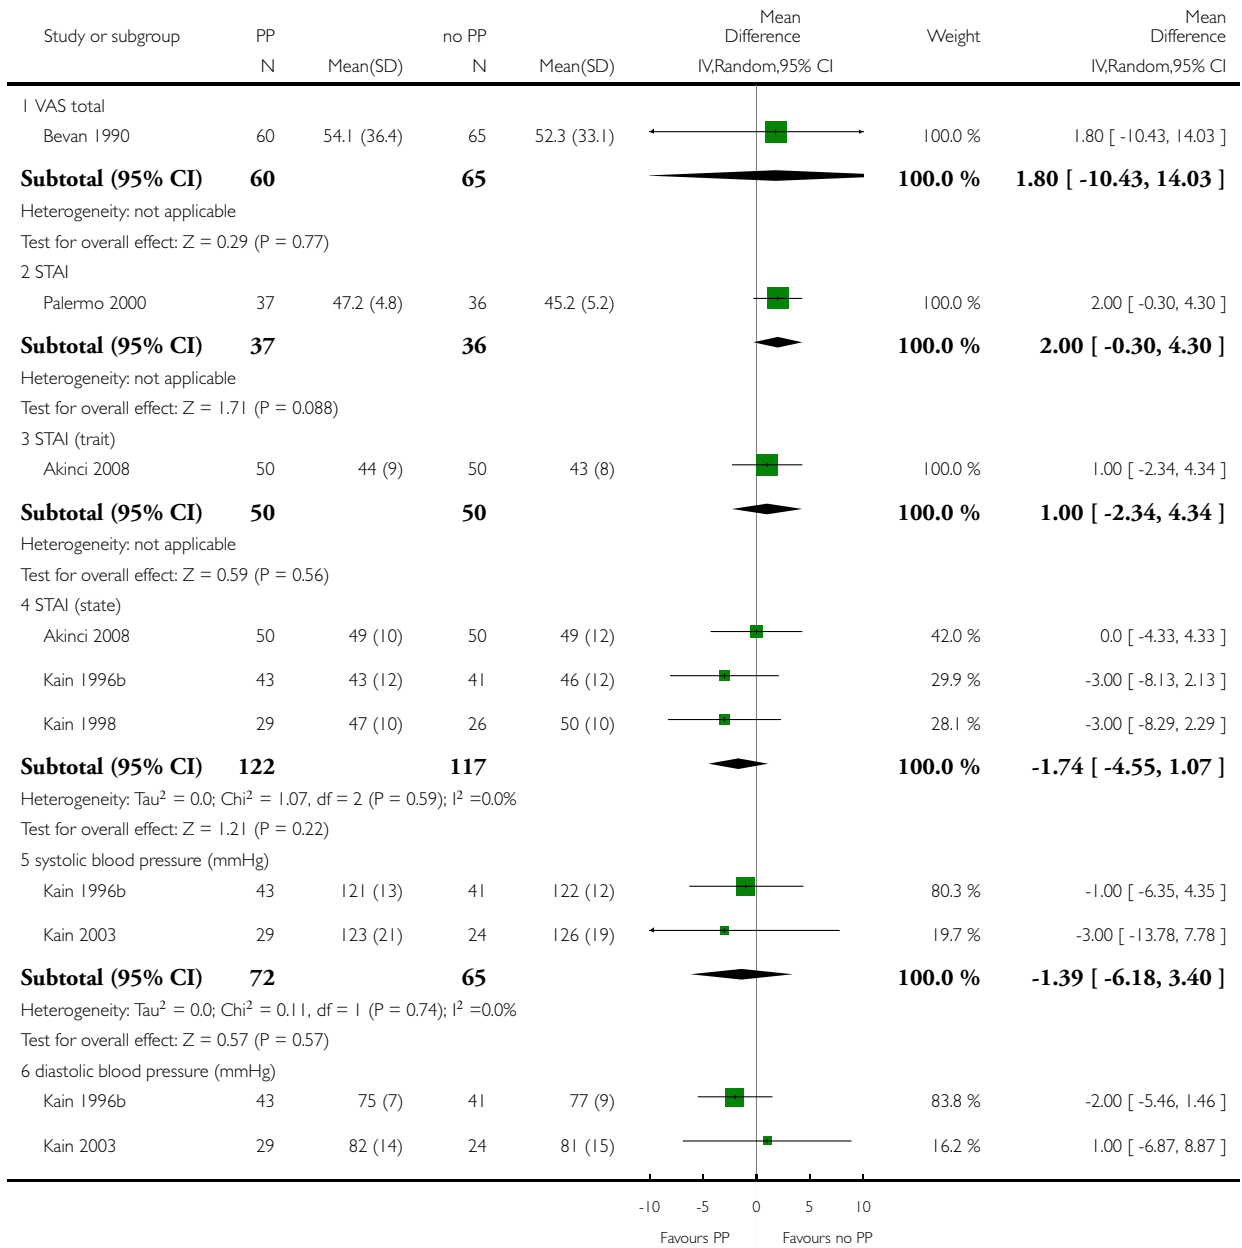 Study or subgroup PP no PP Mean Difference Weight Mean Difference
N Mean(SD) N Mean(SD) IV,Random,95% CI IV,Random,95% CI
1 VAS total
Bevan 1990 60 54.1 (36.4) 65 52.3 (33.1) 100.0 % 1.80 [ -10.43, 14.03 ]
Subtotal (95% CI) 60 65 100.0 % 1.80 [ -10.43, 14.03 ]
Heterogeneity: not applicable
Test for overall effect: Z = 0.29 (P = 0.77)
2 STAI
Palermo 2000 37 47.2 (4.8) 36 45.2 (5.2) 100.0 % 2.00 [ -0.30, 4.30 ]
Subtotal (95% CI) 37 36 100.0 % 2.00 [ -0.30, 4.30 ]
Heterogeneity: not applicable
Test for overall effect: Z = 1.71 (P = 0.088)
3 STAI (trait)
Akinci 2008 50 44 (9) 50 43 (8) 100.0 % 1.00 [ -2.34, 4.34 ]
Subtotal (95% CI) 50 50 100.0 % 1.00 [ -2.34, 4.34 ]
Heterogeneity: not applicable
Test for overall effect: Z = 0.59 (P = 0.56)
4 STAI (state)
Akinci 2008 50 49 (10) 50 49 (12) 42.0 % 0.0 [ -4.33, 4.33 ]
Kain 1996b 43 43 (12) 41 46 (12) 29.9 % -3.00 [ -8.13, 2.13 ]
Kain 1998 29 47 (10) 26 50 (10) 28.1 % -3.00 [ -8.29, 2.29 ]
Subtotal (95% CI) 122 117 100.0 % -1.74 [ -4.55, 1.07 ]
Heterogeneity: Tau² = 0.0; Chi² = 1.07, df = 2 (P = 0.59); I² =0.0%
Test for overall effect: Z = 1.21 (P = 0.22)
5 systolic blood pressure (mmHg)
Kain 1996b 43 121 (13) 41 122 (12) 80.3 % -1.00 [ -6.35, 4.35 ]
Kain 2003 29 123 (21) 24 126 (19) 19.7 % -3.00 [ -13.78, 7.78 ]
Subtotal (95% CI) 72 65 100.0 % -1.39 [ -6.18, 3.40 ]
Heterogeneity: Tau² = 0.0; Chi² = 0.11, df = 1 (P = 0.74); I² =0.0%
Test for overall effect: Z = 0.57 (P = 0.57)
6 diastolic blood pressure (mmHg)
Kain 1996b 43 75 (7) 41 77 (9) 83.8 % -2.00 [ -5.46, 1.46 ]
Kain 2003 29 82 (14) 24 81 (15) 16.2 % 1.00 [ -6.87, 8.87 ]
-10 -5 0 5 10
Favours PP Favours no PP